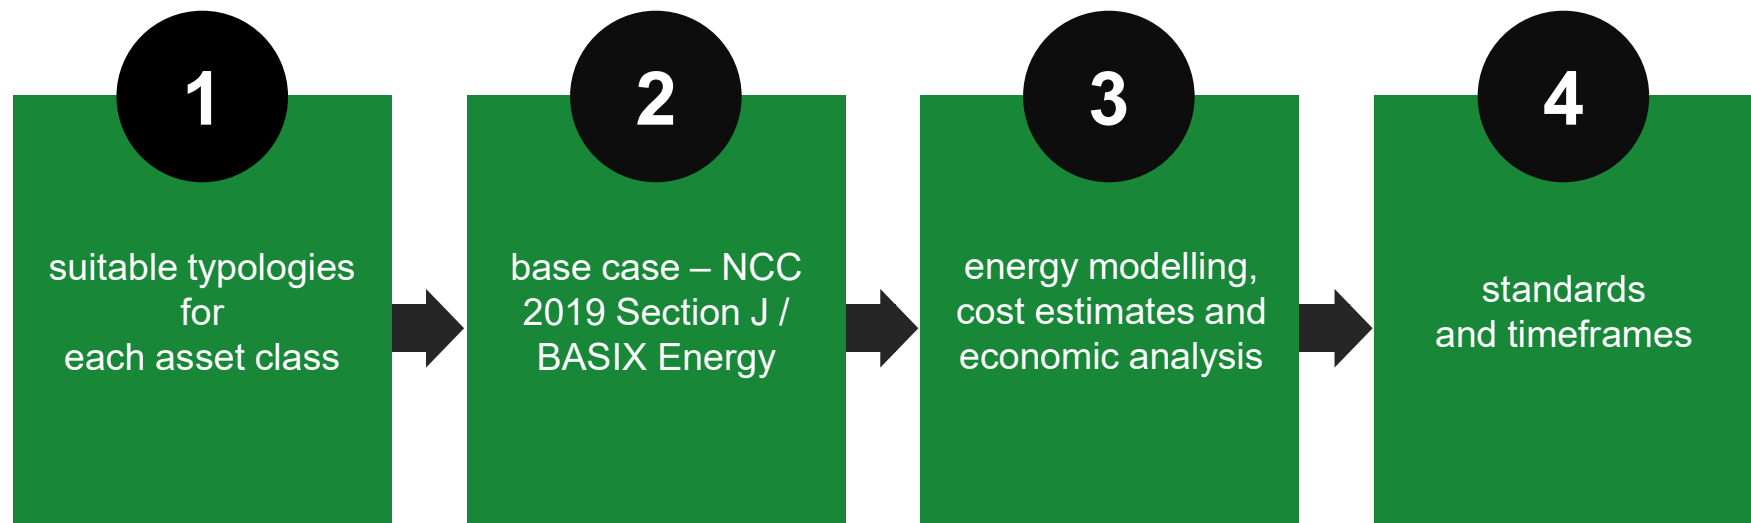 1
suitable typologies
for
each asset class
2
base case – NCC
2019 Section J /
BASIX Energy
3
energy modelling,
cost estimates and
economic analysis
4
standards
and timeframes